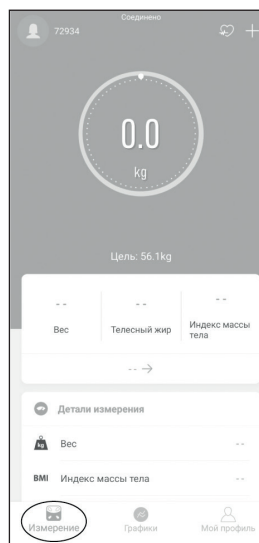 Соединено
72934
0.0
kg
Цель: 56.1kg
-- -- --
Вес Телесный жир Индекс массы
тела
-- →
Детали измерения
kg Вес --
BMI Индекс массы тела --
Измерение Графики Мой профиль